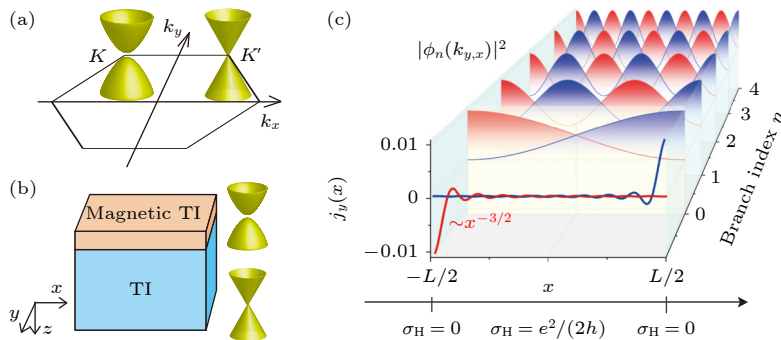 (a)
k_y
K
K′
k_x
(b)
Magnetic TI
TI
x
y
z
(c)
|ϕ_n(k_{y,x})|^2
0.01
0
−0.01
j_y(x)
~x^{−3/2}
4
3
2
1
0
Branch index n
−L/2
x
L/2
σ_H = 0
σ_H = e^2/(2h)
σ_H = 0